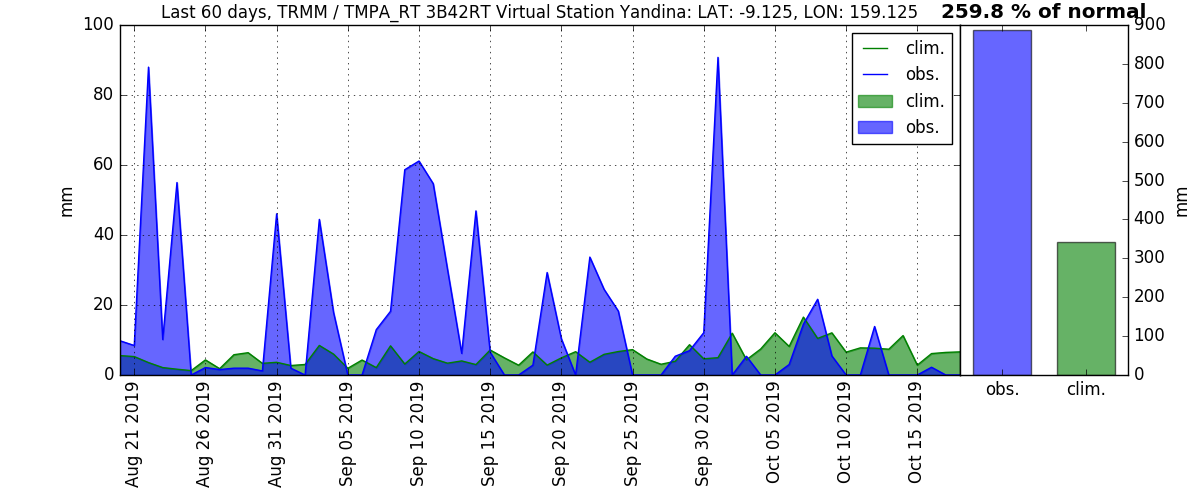 Last 60 days, TRMM / TMPA_RT 3B42RT Virtual Station Yandina: LAT: -9.125, LON: 159.125
259.8 % of normal
100
80
60
40
20
0
mm
clim.
obs.
clim.
obs.
900
800
700
600
500
400
300
200
100
0
mm
Aug 21 2019
Aug 26 2019
Aug 31 2019
Sep 05 2019
Sep 10 2019
Sep 15 2019
Sep 20 2019
Sep 25 2019
Sep 30 2019
Oct 05 2019
Oct 10 2019
Oct 15 2019
obs.
clim.